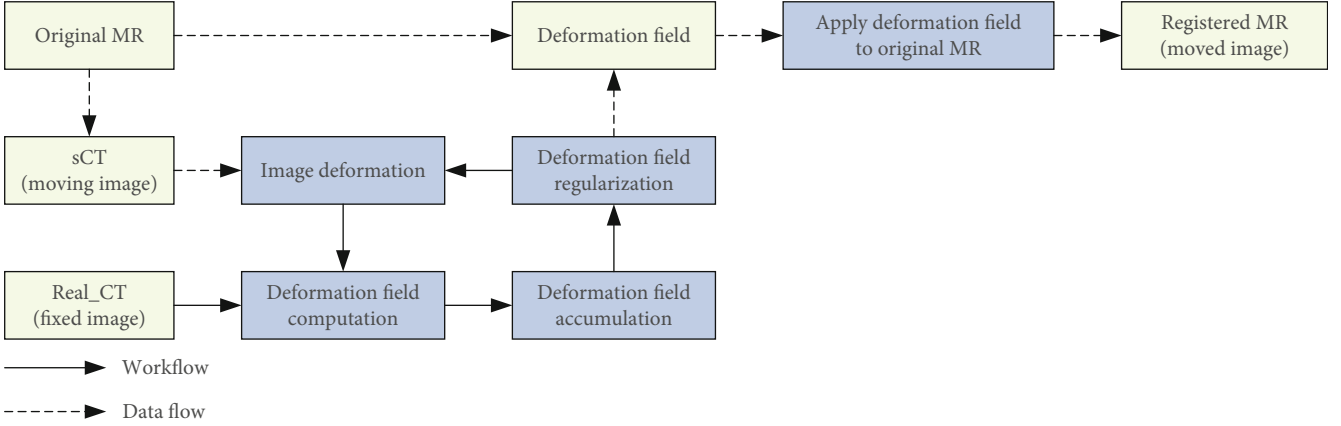 Original MR
Deformation field
Apply deformation field
to original MR
Registered MR
(moved image)
sCT
(moving image)
Image deformation
Deformation field
regularization
Real_CT
(fixed image)
Deformation field
computation
Deformation field
accumulation
Workflow
Data flow